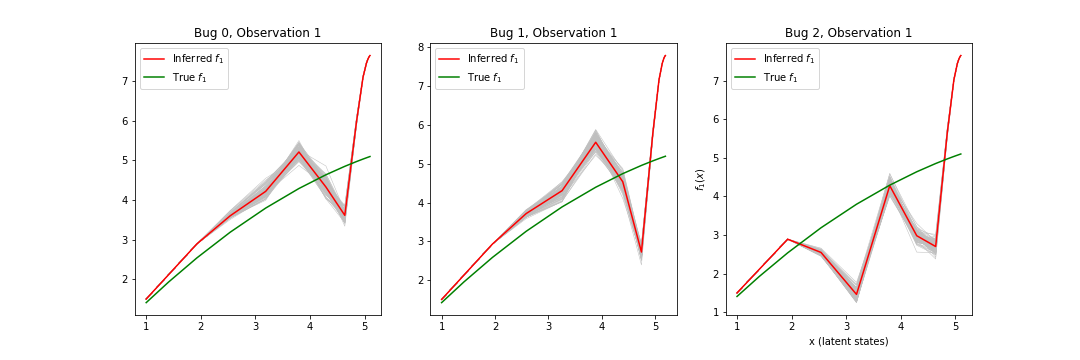 Bug 0, Observation 1
Inferred f₁
True f₁
7
6
5
4
3
2
1 2 3 4 5
Bug 1, Observation 1
Inferred f₁
True f₁
8
7
6
5
4
3
2
1 2 3 4 5
Bug 2, Observation 1
Inferred f₁
True f₁
f₁(x)
7
6
5
4
3
2
1
1 2 3 4 5
x (latent states)